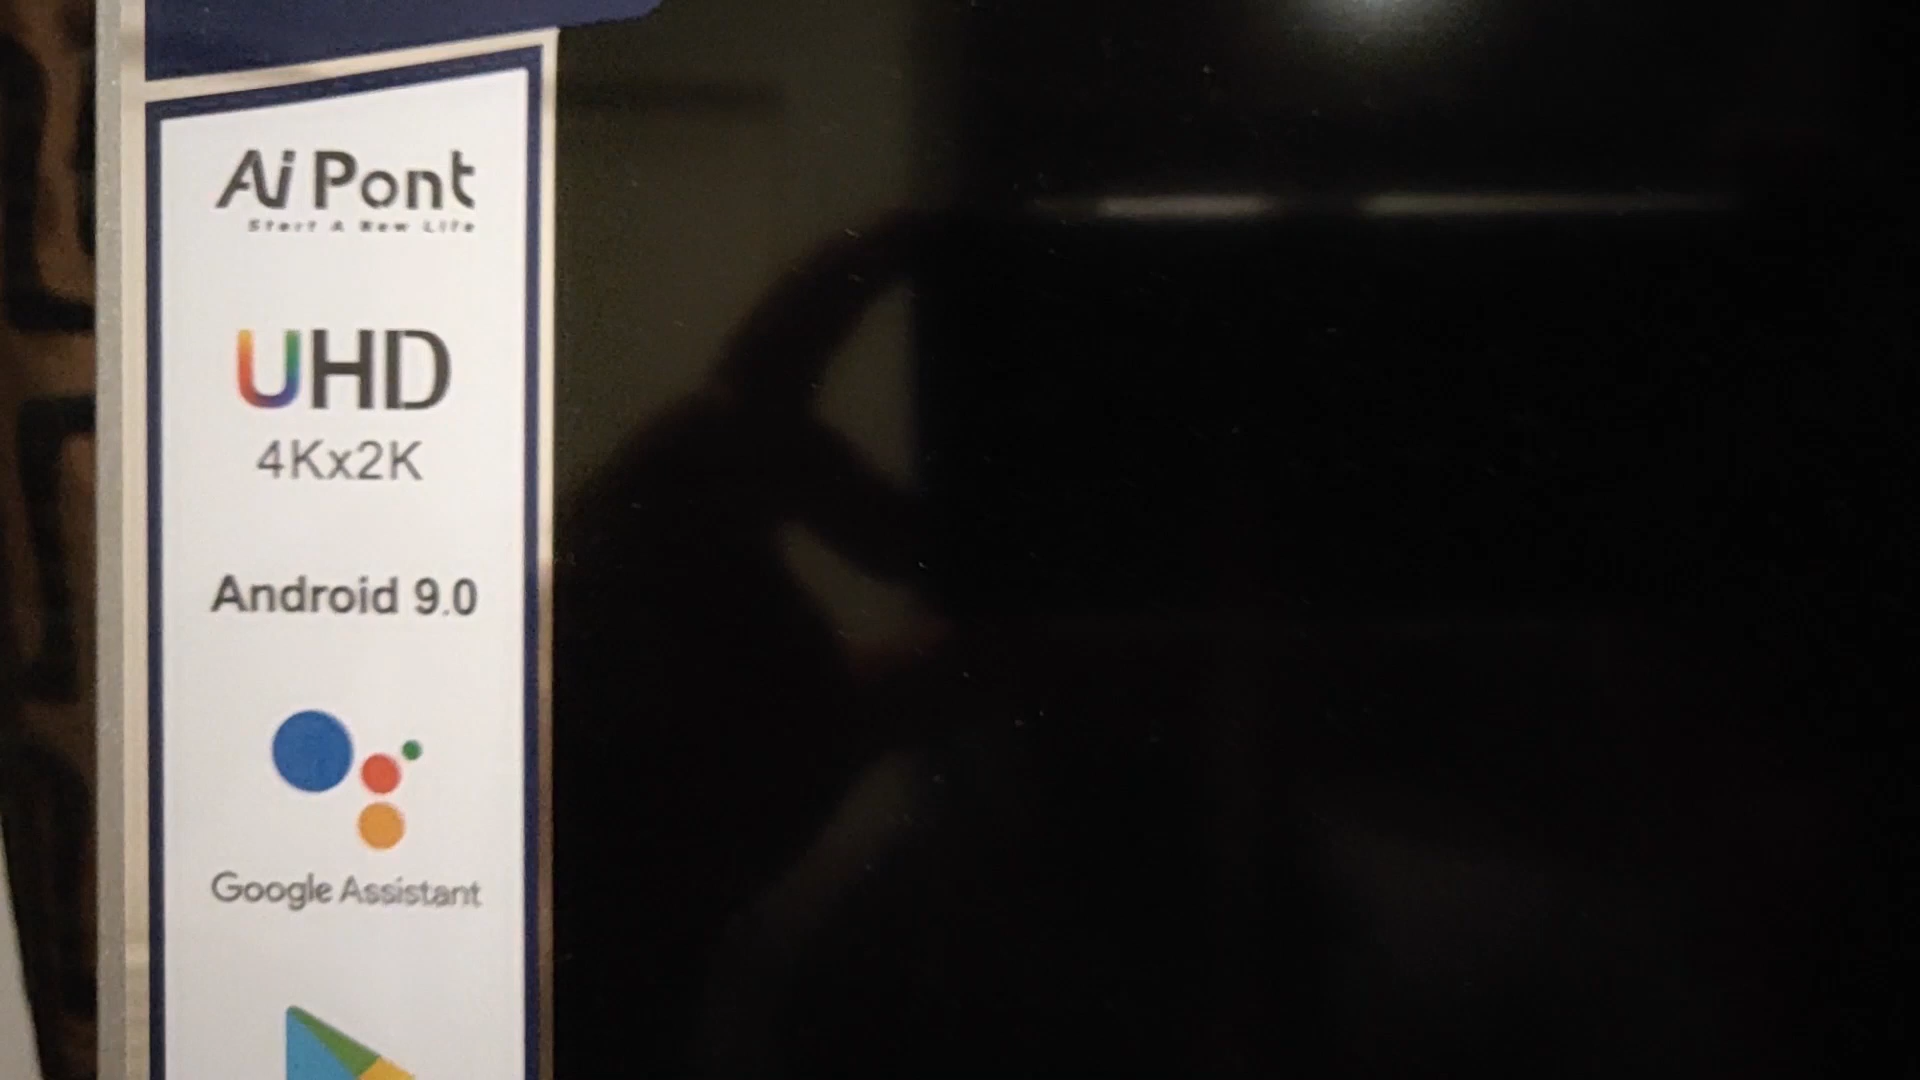 Ai Pont
Start A New Life
UHD
4Kx2K
Android 9.0
Google Assistant